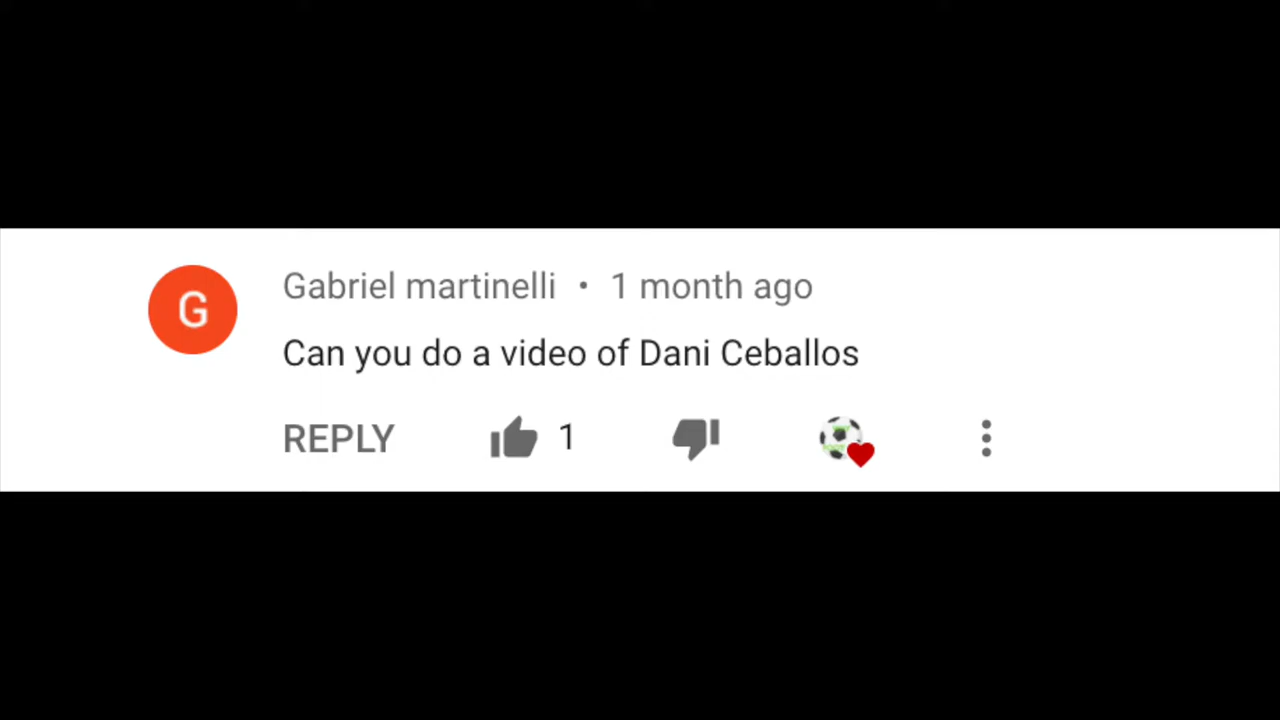 G
Gabriel martinelli • 1 month ago
Can you do a video of Dani Ceballos
REPLY 1